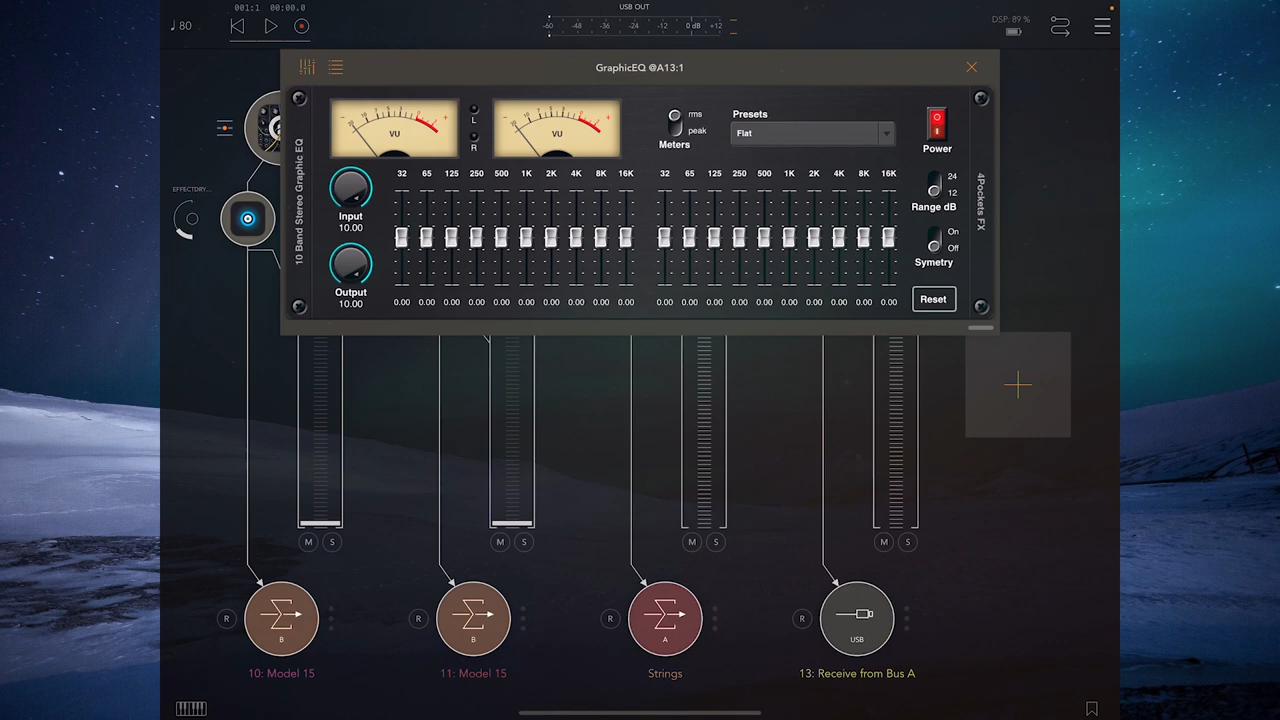 001:1 00:00.0
USB OUT
♩ 80
-60 -48 -36 -24 -12 0 dB +12
DSP: 89 %
GraphicEQ @A13:1
10 Band Stereo Graphic EQ
VU
L
R
VU
rms
peak
Meters
Presets
Flat
Power
Input
10.00
Output
10.00
32 65 125 250 500 1K 2K 4K 8K 16K
0.00 0.00 0.00 0.00 0.00 0.00 0.00 0.00 0.00 0.00
32 65 125 250 500 1K 2K 4K 8K 16K
0.00 0.00 0.00 0.00 0.00 0.00 0.00 0.00 0.00 0.00
24
12
Range dB
On
Off
Symetry
Reset
4Pockets FX
EFFECTDRY...
M S M S M S M S
R B R B R A R USB
10: Model 15
11: Model 15
Strings
13: Receive from Bus A